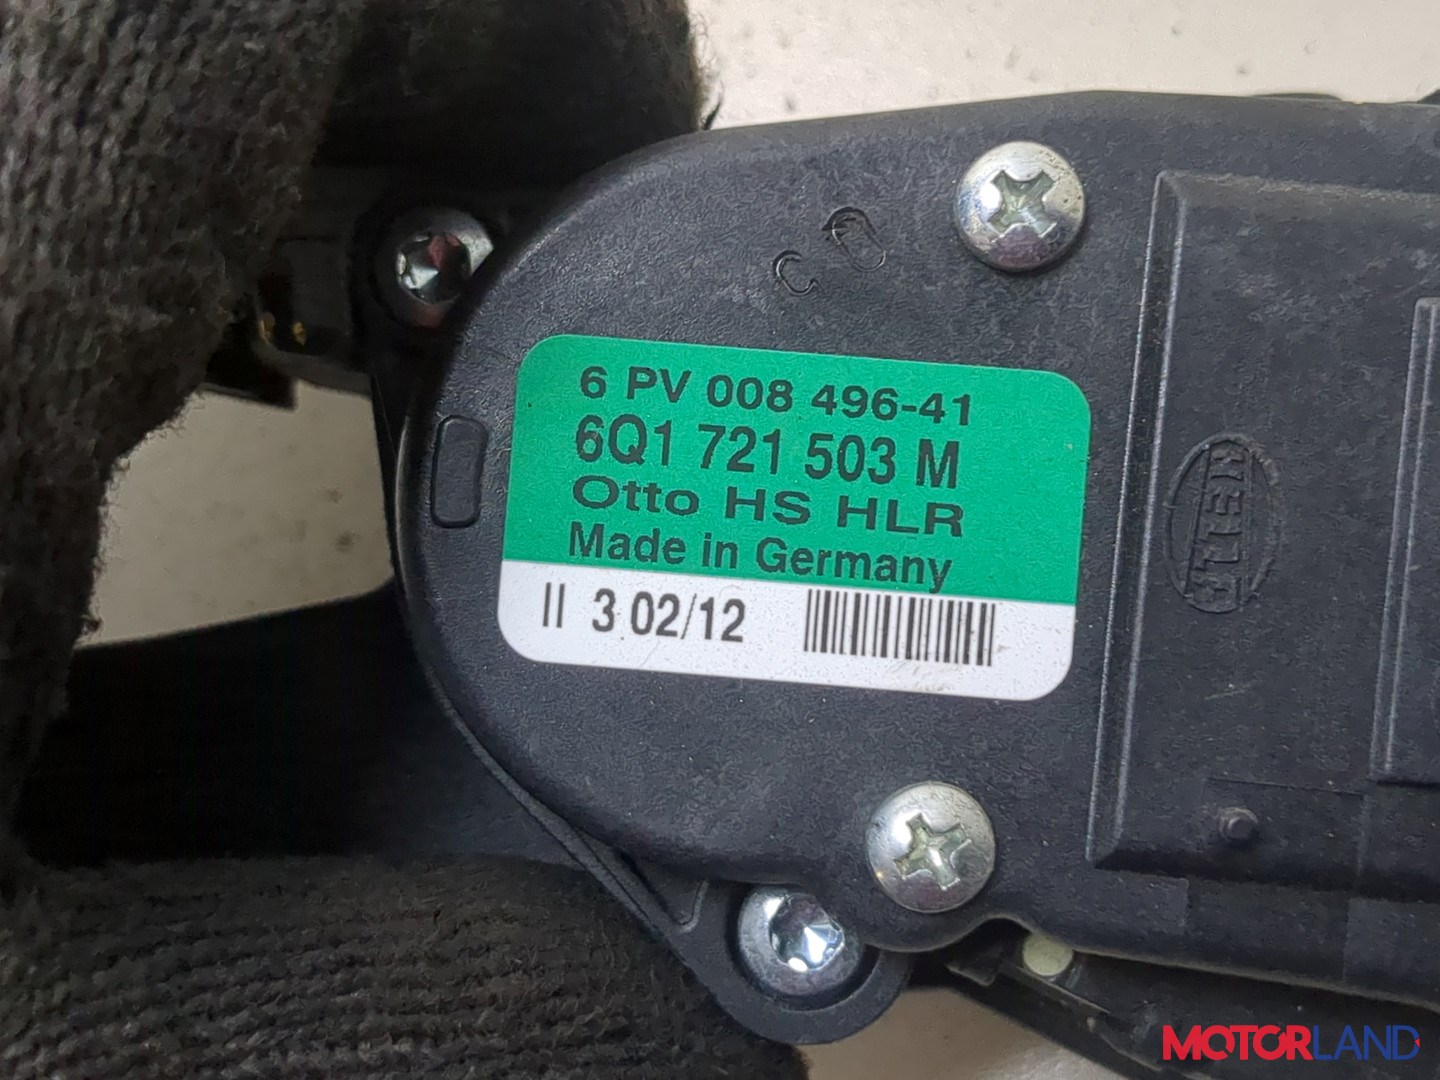 C
6 PV 008 496-41
6Q1 721 503 M
Otto HS HLR
Made in Germany
II 3 02/12
HELLA
MOTORLAND